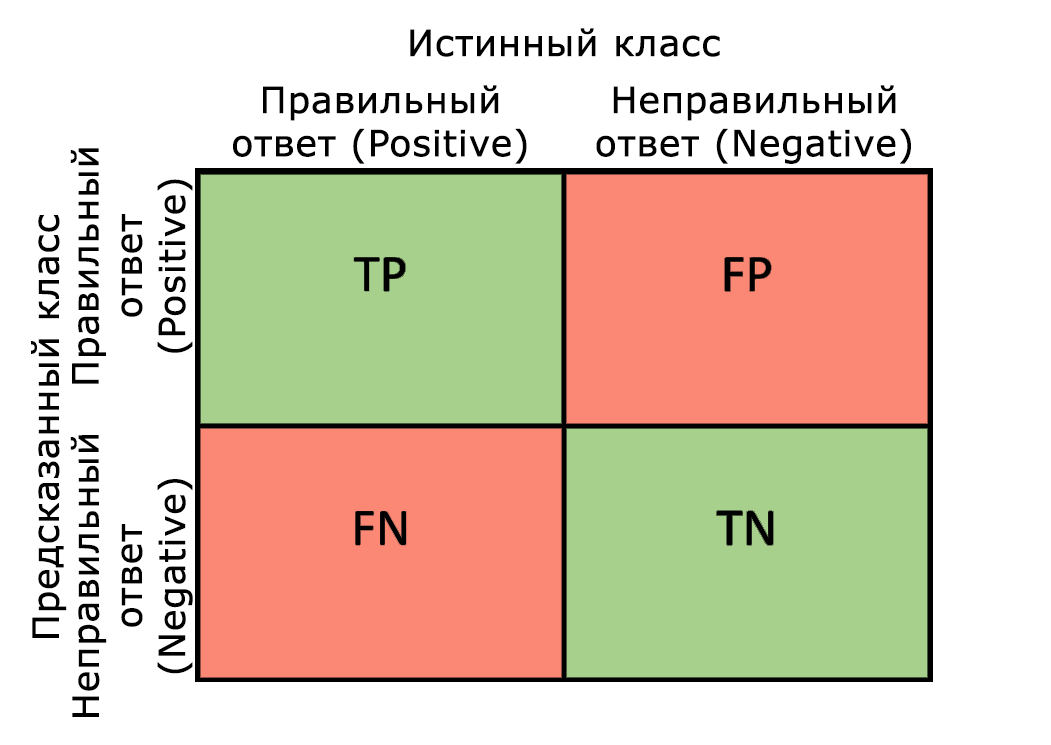 Истинный класс
Правильный
ответ (Positive)
Неправильный
ответ (Negative)
Предсказанный класс
Правильный
ответ
(Positive)
Неправильный
ответ
(Negative)
TP
FP
FN
TN